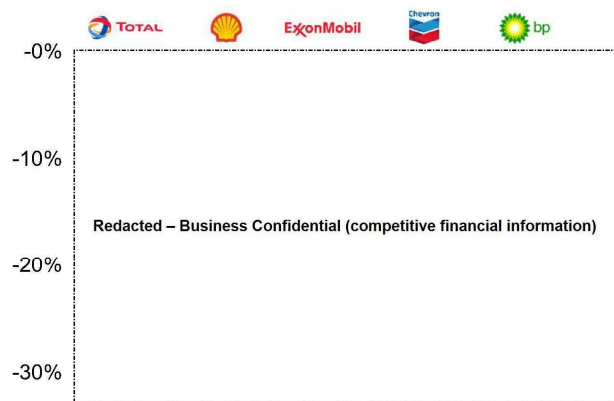 TOTAL
ExxonMobil
Chevron
bp
-0%
-10%
Redacted – Business Confidential (competitive financial information)
-20%
-30%